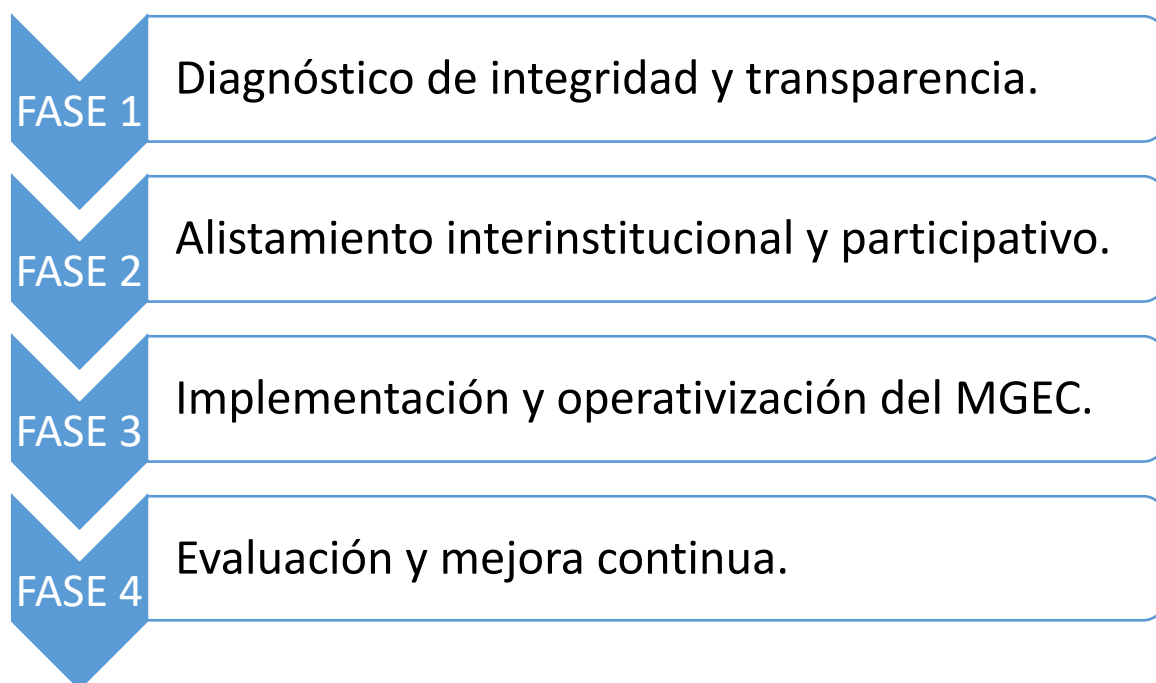 FASE 1
Diagnóstico de integridad y transparencia.
FASE 2
Alistamiento interinstitucional y participativo.
FASE 3
Implementación y operativización del MGEC.
FASE 4
Evaluación y mejora continua.